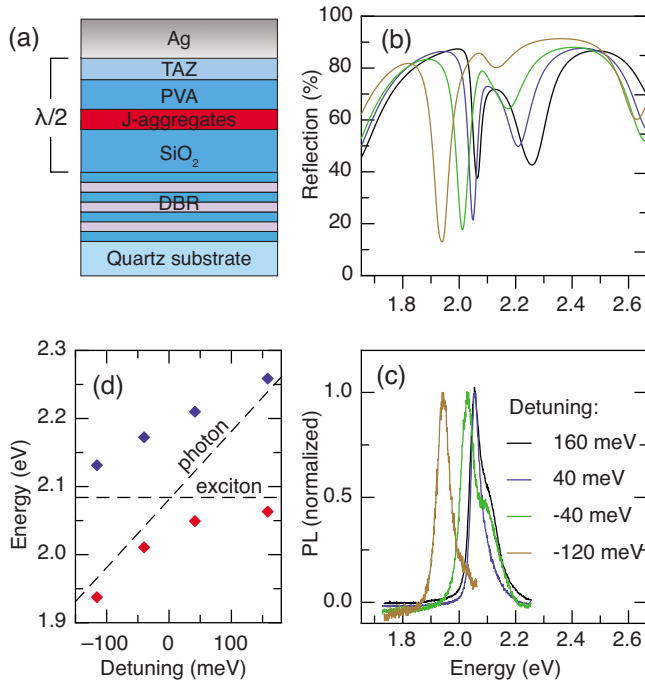 (a)
Ag
TAZ
PVA
J-aggregates
SiO₂
DBR
Quartz substrate
λ/2
(b)
Reflection (%)
100
80
60
40
20
0
1.8 2.0 2.2 2.4 2.6
(d)
Energy (eV)
2.3
2.2
2.1
2.0
1.9
photon
exciton
−100 0 100
Detuning (meV)
(c)
PL (normalized)
1.0
0.5
0.0
Detuning:
160 meV
40 meV
-40 meV
-120 meV
1.8 2.0 2.2 2.4 2.6
Energy (eV)